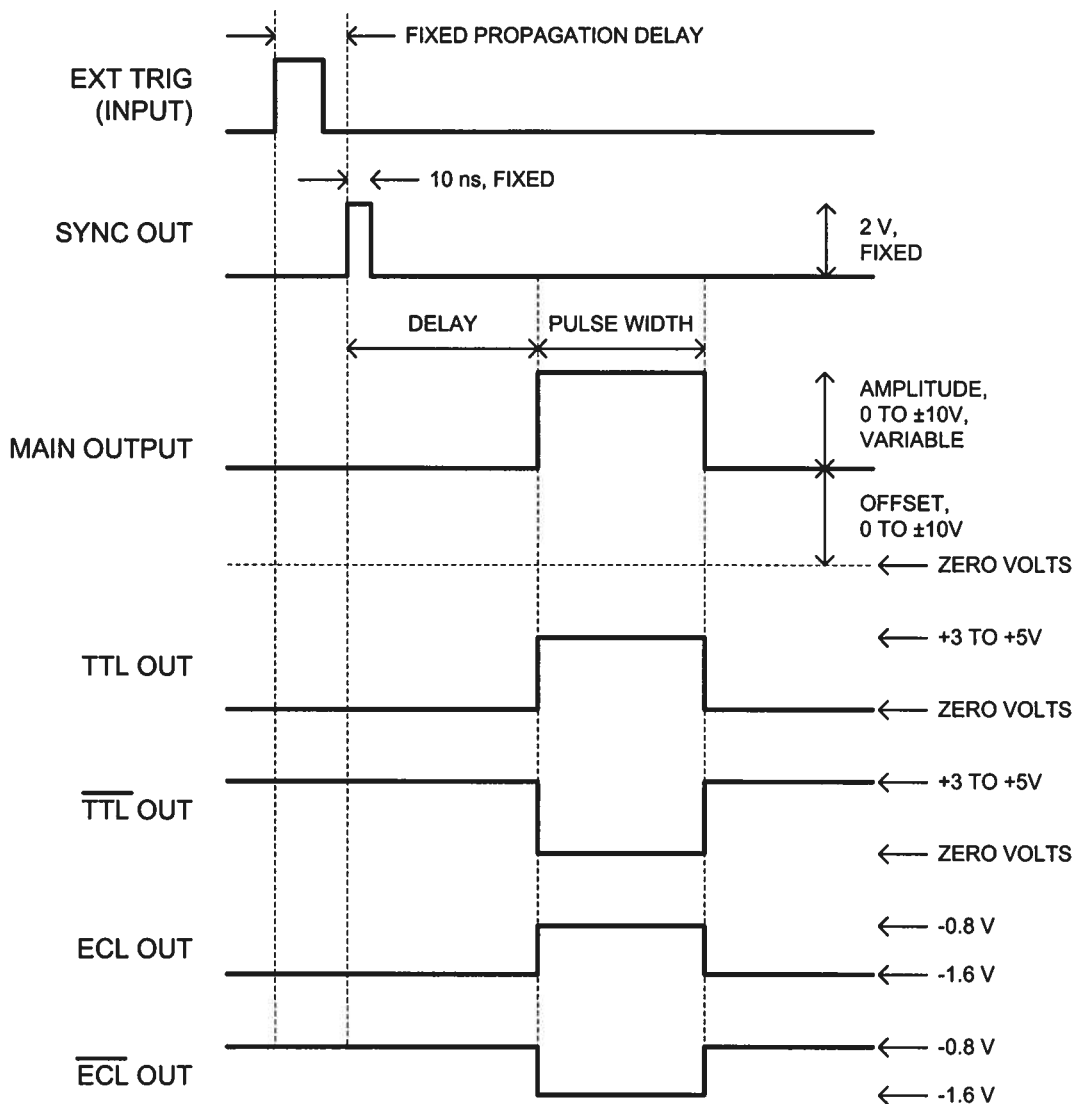 FIXED PROPAGATION DELAY
EXT TRIG
(INPUT)
10 ns, FIXED
SYNC OUT
2 V,
FIXED
DELAY
PULSE WIDTH
AMPLITUDE,
0 TO ±10V,
VARIABLE
MAIN OUTPUT
OFFSET,
0 TO ±10V
ZERO VOLTS
+3 TO +5V
TTL OUT
ZERO VOLTS
+3 TO +5V
TTL OUT
ZERO VOLTS
-0.8 V
ECL OUT
-1.6 V
-0.8 V
ECL OUT
-1.6 V